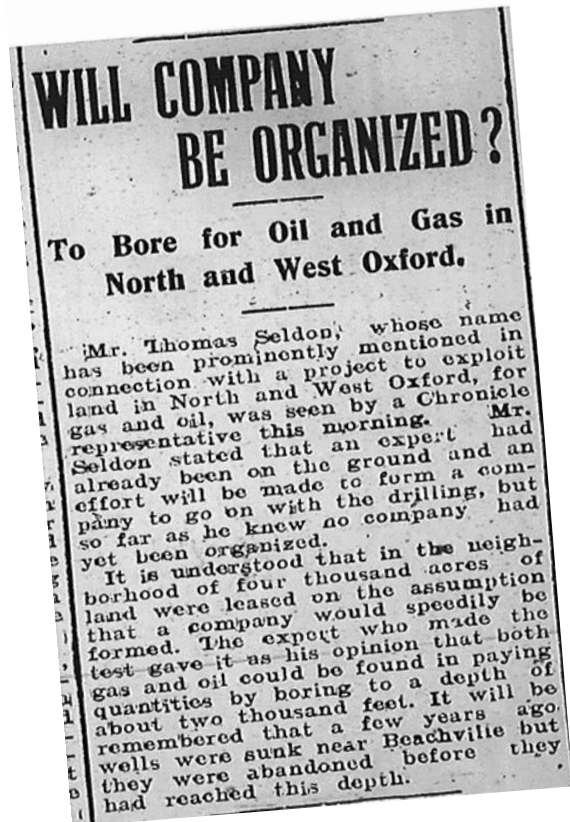 WILL COMPANY
BE ORGANIZED?
To Bore for Oil and Gas in
North and West Oxford.
Mr. Thomas Seldon, whose name
has been prominently mentioned in
connection with a project to exploit
land in North and West Oxford, for
gas and oil, was seen by a Chronicle
representative this morning. Mr.
Seldon stated that an expert had
already been on the ground and an
effort will be made to form a com-
pany to go on with the drilling, but
so far as he knew no company had
yet been organized.
It is understood that in the neigh-
borhood of four thousand acres of
land were leased on the assumption
that a company would speedily be
formed. The expert who made the
test gave it as his opinion that both
gas and oil could be found in paying
quantities by boring to a depth of
about two thousand feet. It will be
remembered that a few years ago
wells were sunk near Beachville but
they were abandoned before they
had reached this depth.